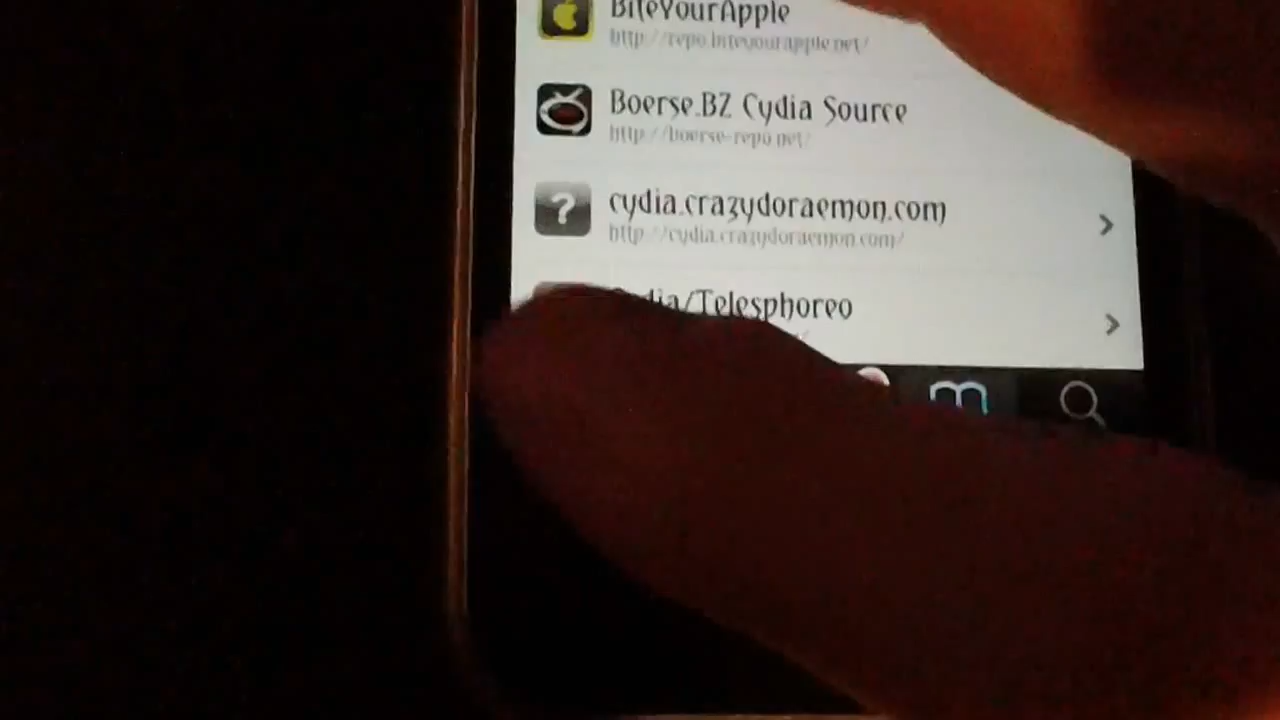 BiteYourApple
http://repo.biteyourapple.net/
Boerse.BZ Cydia Source
http://boerse-repo.net/
?
cydia.crazydoraemon.com
http://cydia.crazydoraemon.com/
dia/Telesphoreo